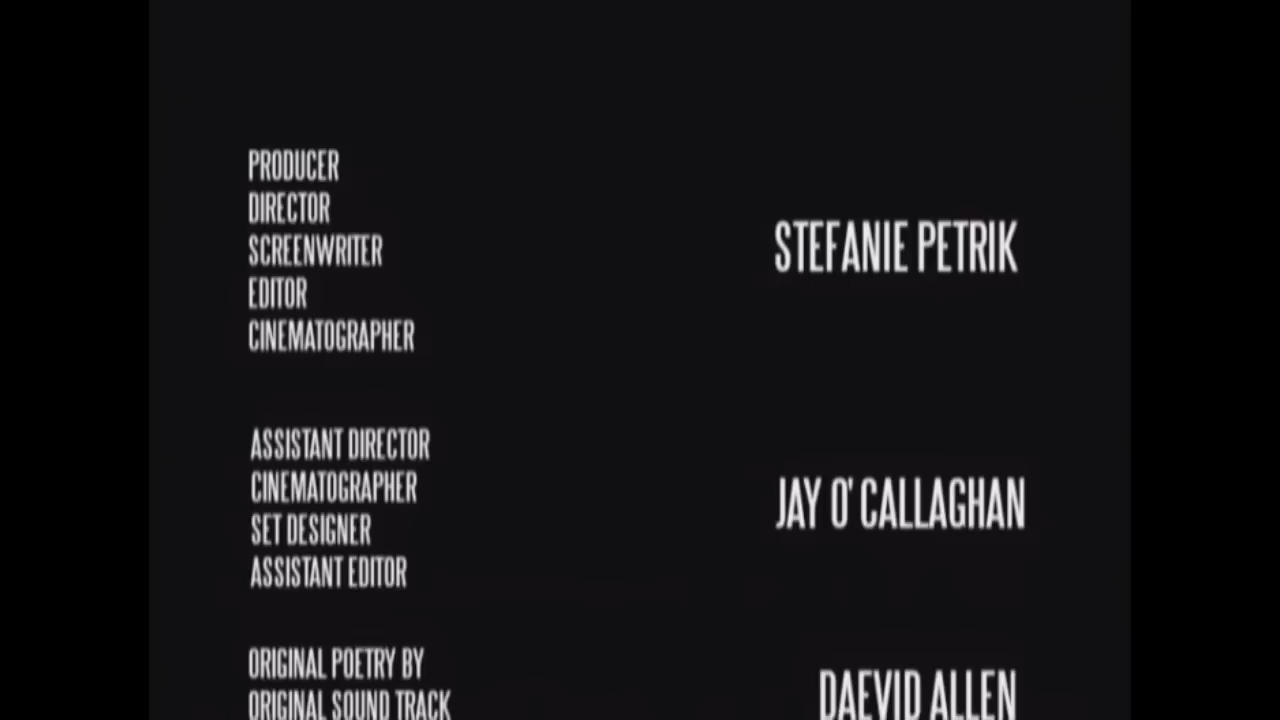 PRODUCER
DIRECTOR
SCREENWRITER
EDITOR
CINEMATOGRAPHER
STEFANIE PETRIK
ASSISTANT DIRECTOR
CINEMATOGRAPHER
SET DESIGNER
ASSISTANT EDITOR
JAY O' CALLAGHAN
ORIGINAL POETRY BY
ORIGINAL SOUND TRACK
DAEVID ALLEN